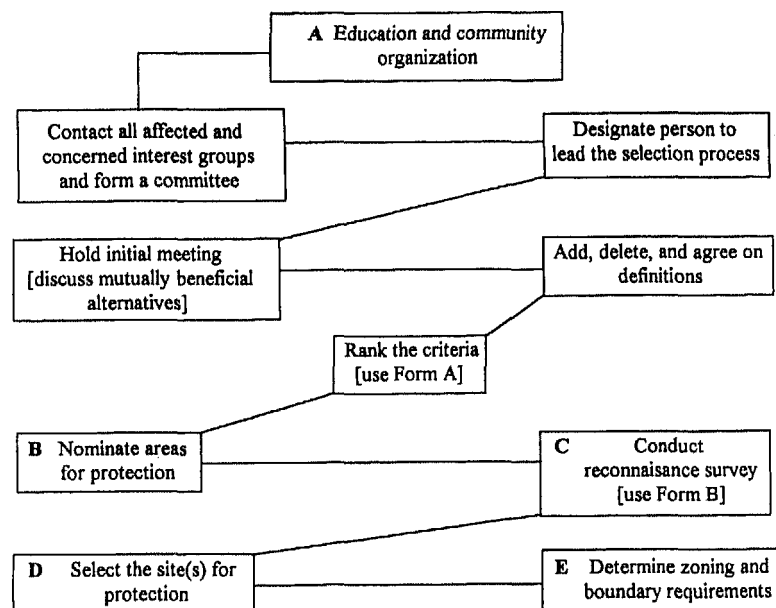 A Education and community
organization
Contact all affected and
concerned interest groups
and form a committee
Designate person to
lead the selection process
Hold initial meeting
[discuss mutually beneficial
alternatives]
Add, delete, and agree on
definitions
Rank the criteria
[use Form A]
B Nominate areas
for protection
C Conduct
reconnaisance survey
[use Form B]
D Select the site(s) for
protection
E Determine zoning and
boundary requirements